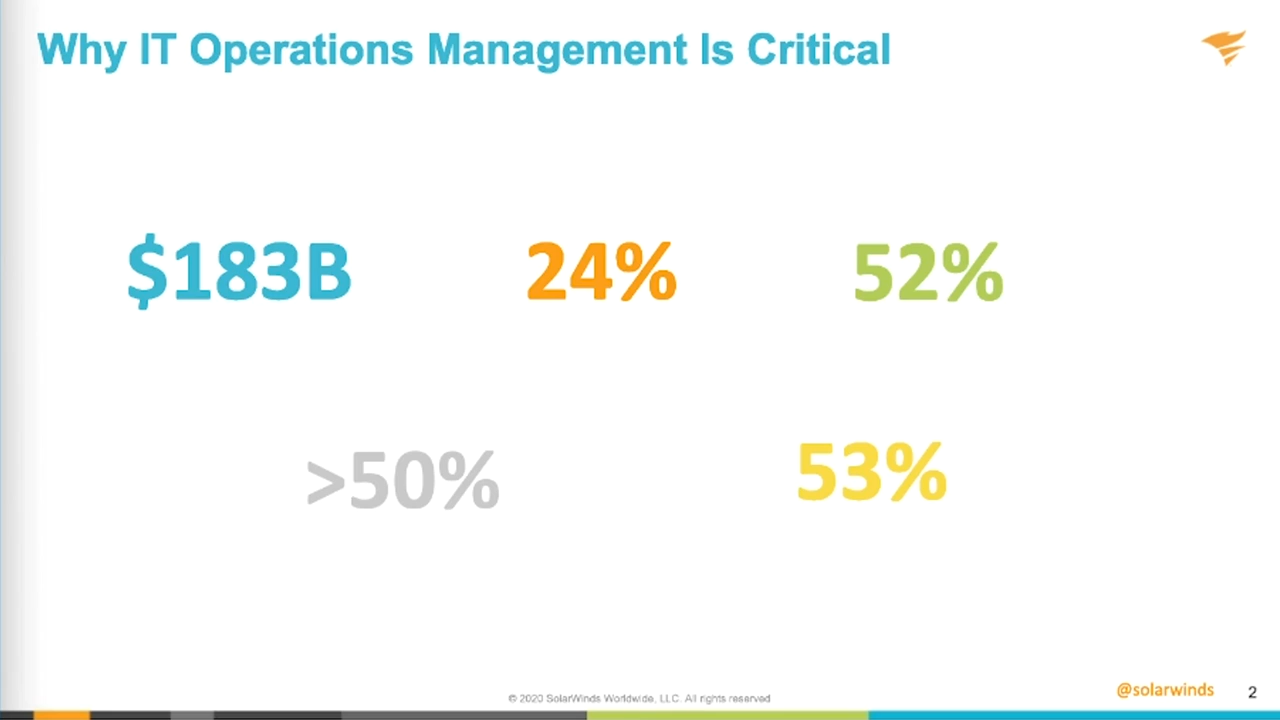 Why IT Operations Management Is Critical
$183B
24%
52%
>50%
53%
© 2020 SolarWinds Worldwide, LLC. All rights reserved
@solarwinds
2